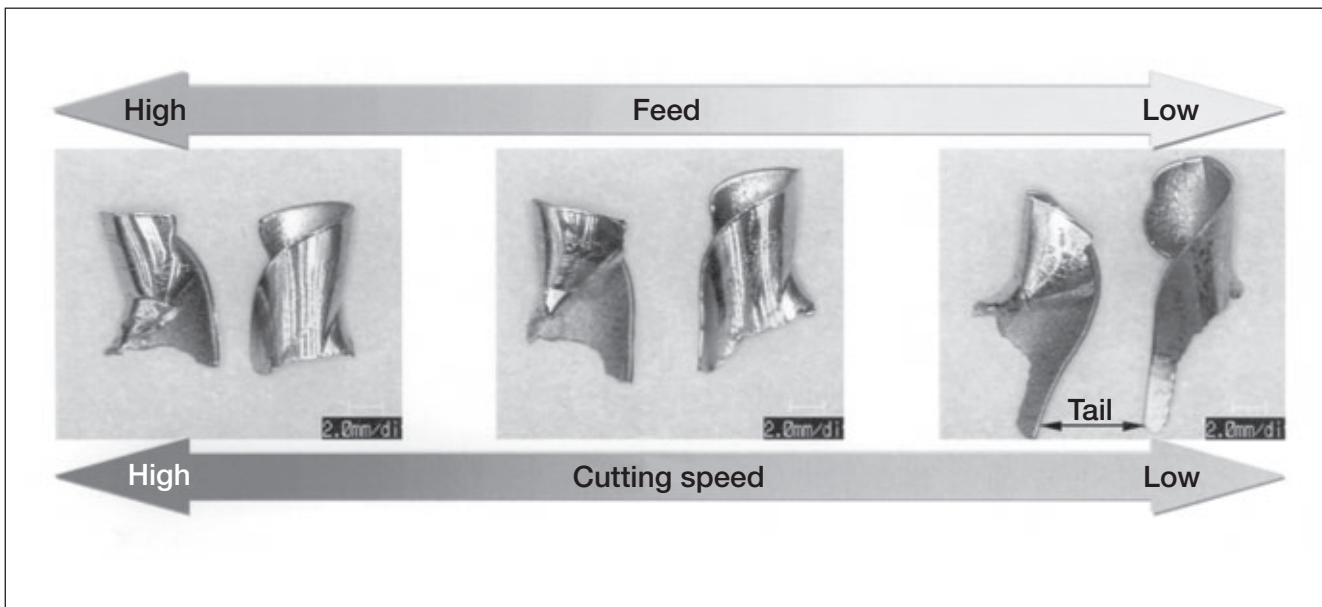 High Feed Low
2.0mm/di
2.0mm/di
Tail
2.0mm/di
High Cutting speed Low